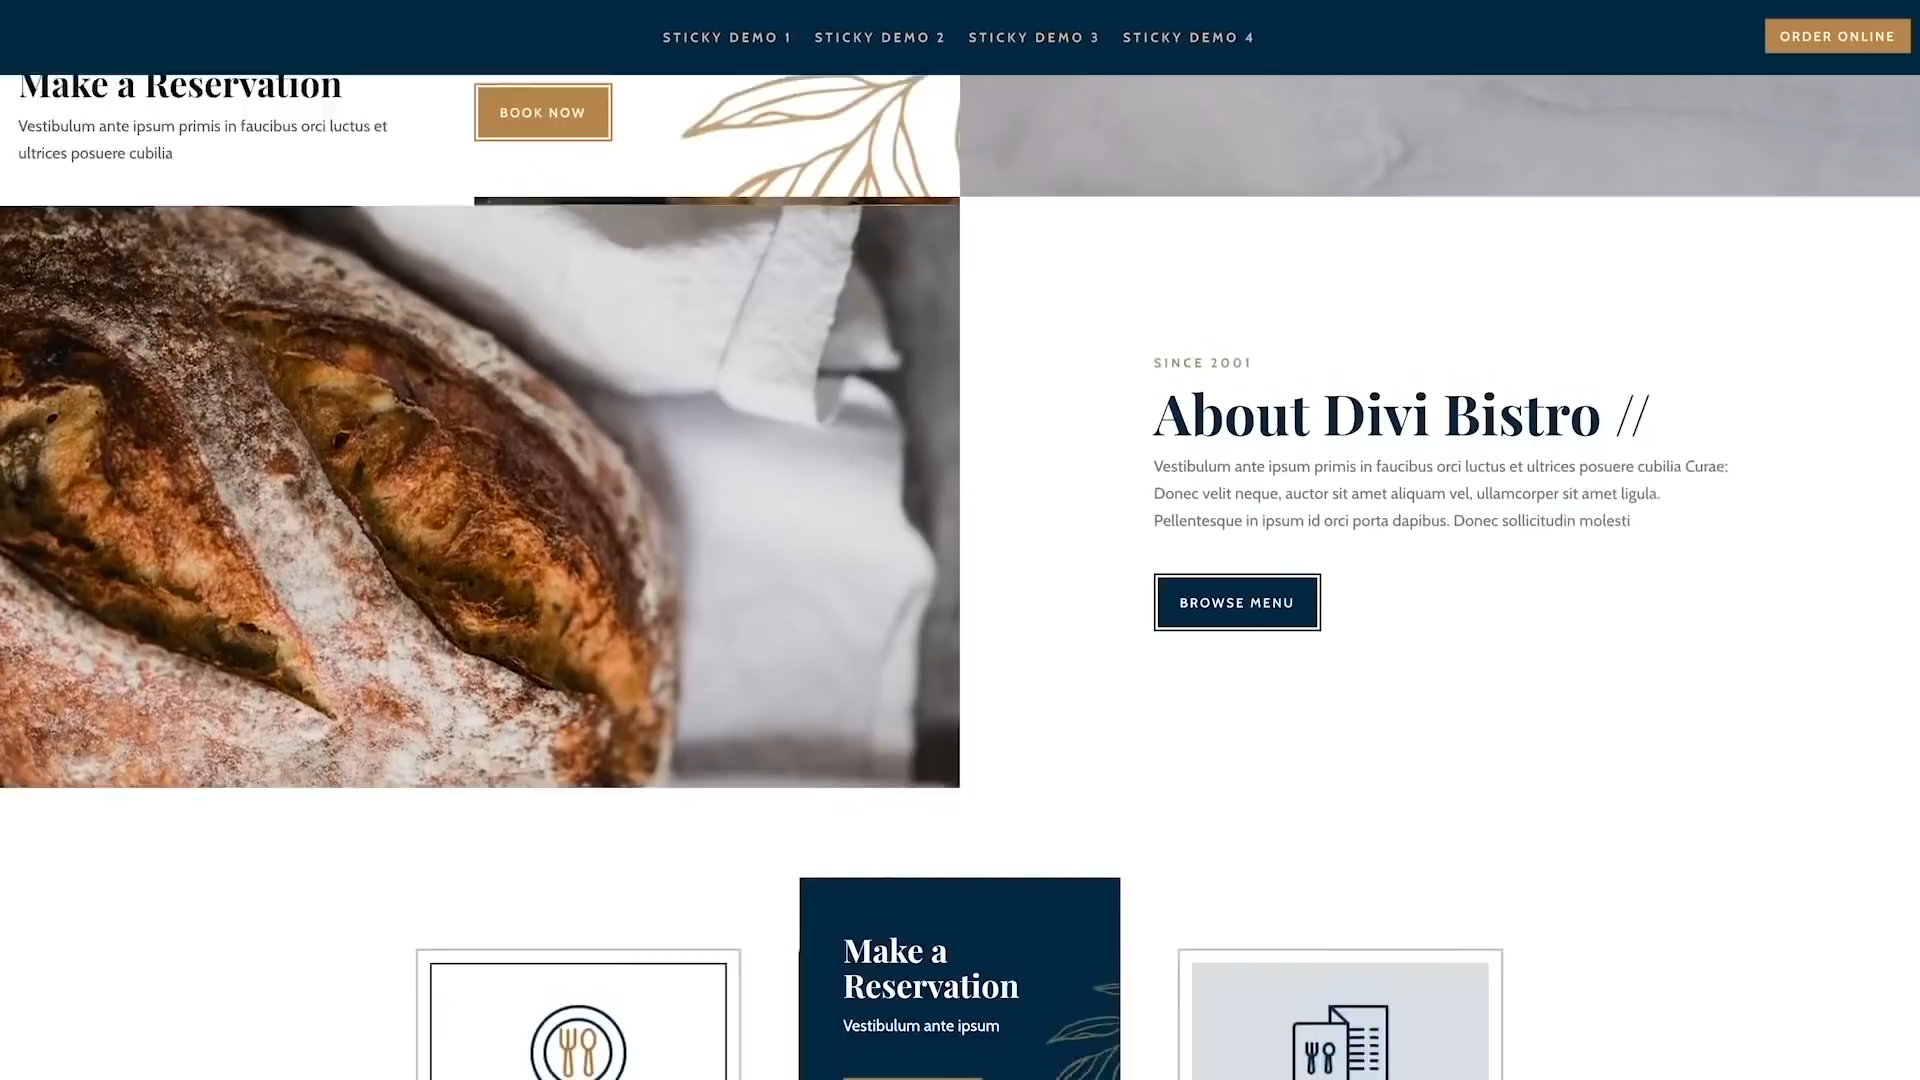 STICKY DEMO 1 STICKY DEMO 2 STICKY DEMO 3 STICKY DEMO 4
ORDER ONLINE
Make a Reservation
Vestibulum ante ipsum primis in faucibus orci luctus et
ultrices posuere cubilia
BOOK NOW
SINCE 2001
About Divi Bistro //
Vestibulum ante ipsum primis in faucibus orci luctus et ultrices posuere cubilia Curae;
Donec velit neque, auctor sit amet aliquam vel, ullamcorper sit amet ligula.
Pellentesque in ipsum id orci porta dapibus. Donec sollicitudin molesti
BROWSE MENU
Make a
Reservation
Vestibulum ante ipsum